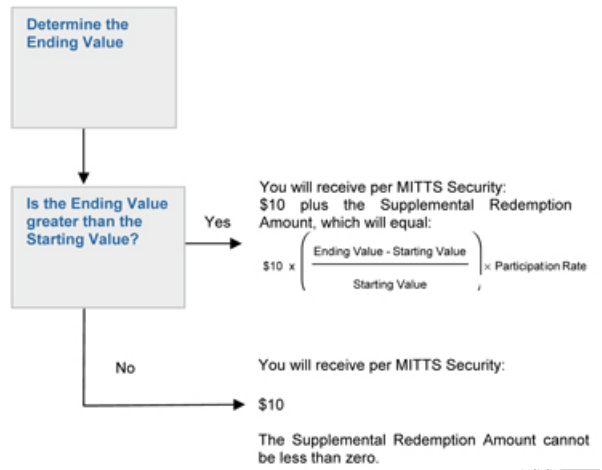 Determine the
Ending Value
Is the Ending Value
greater than the
Starting Value?
Yes
You will receive per MITTS Security:
$10 plus the Supplemental Redemption
Amount, which will equal:
$10 x ( Ending Value - Starting Value
Starting Value ) × Participation Rate
No
You will receive per MITTS Security:
$10
The Supplemental Redemption Amount cannot
be less than zero.